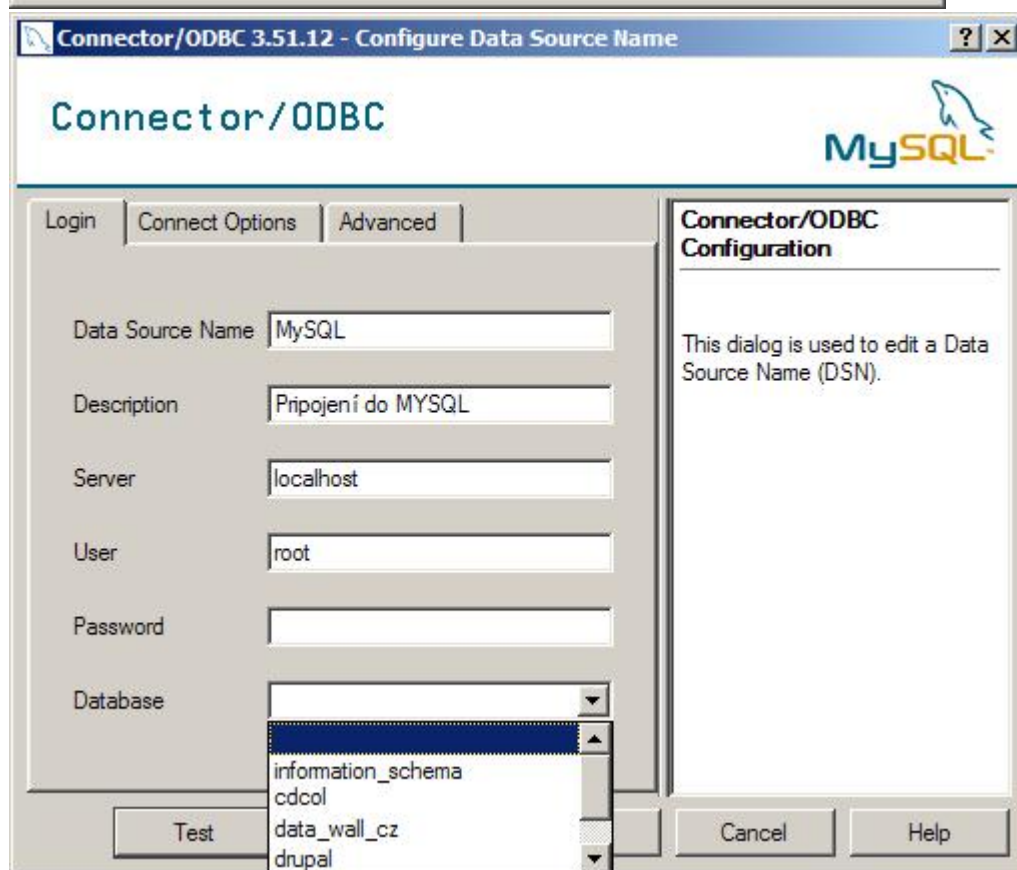 Connector/ODBC 3.51.12 - Configure Data Source Name
Connector/ODBC
MySQL
Login
Connect Options
Advanced
Data Source Name
MySQL
Description
Pripojení do MYSQL
Server
localhost
User
root
Password
Database
information_schema
cdcol
data_wall_cz
drupal
Test
Connector/ODBC
Configuration
This dialog is used to edit a Data
Source Name (DSN).
Cancel
Help